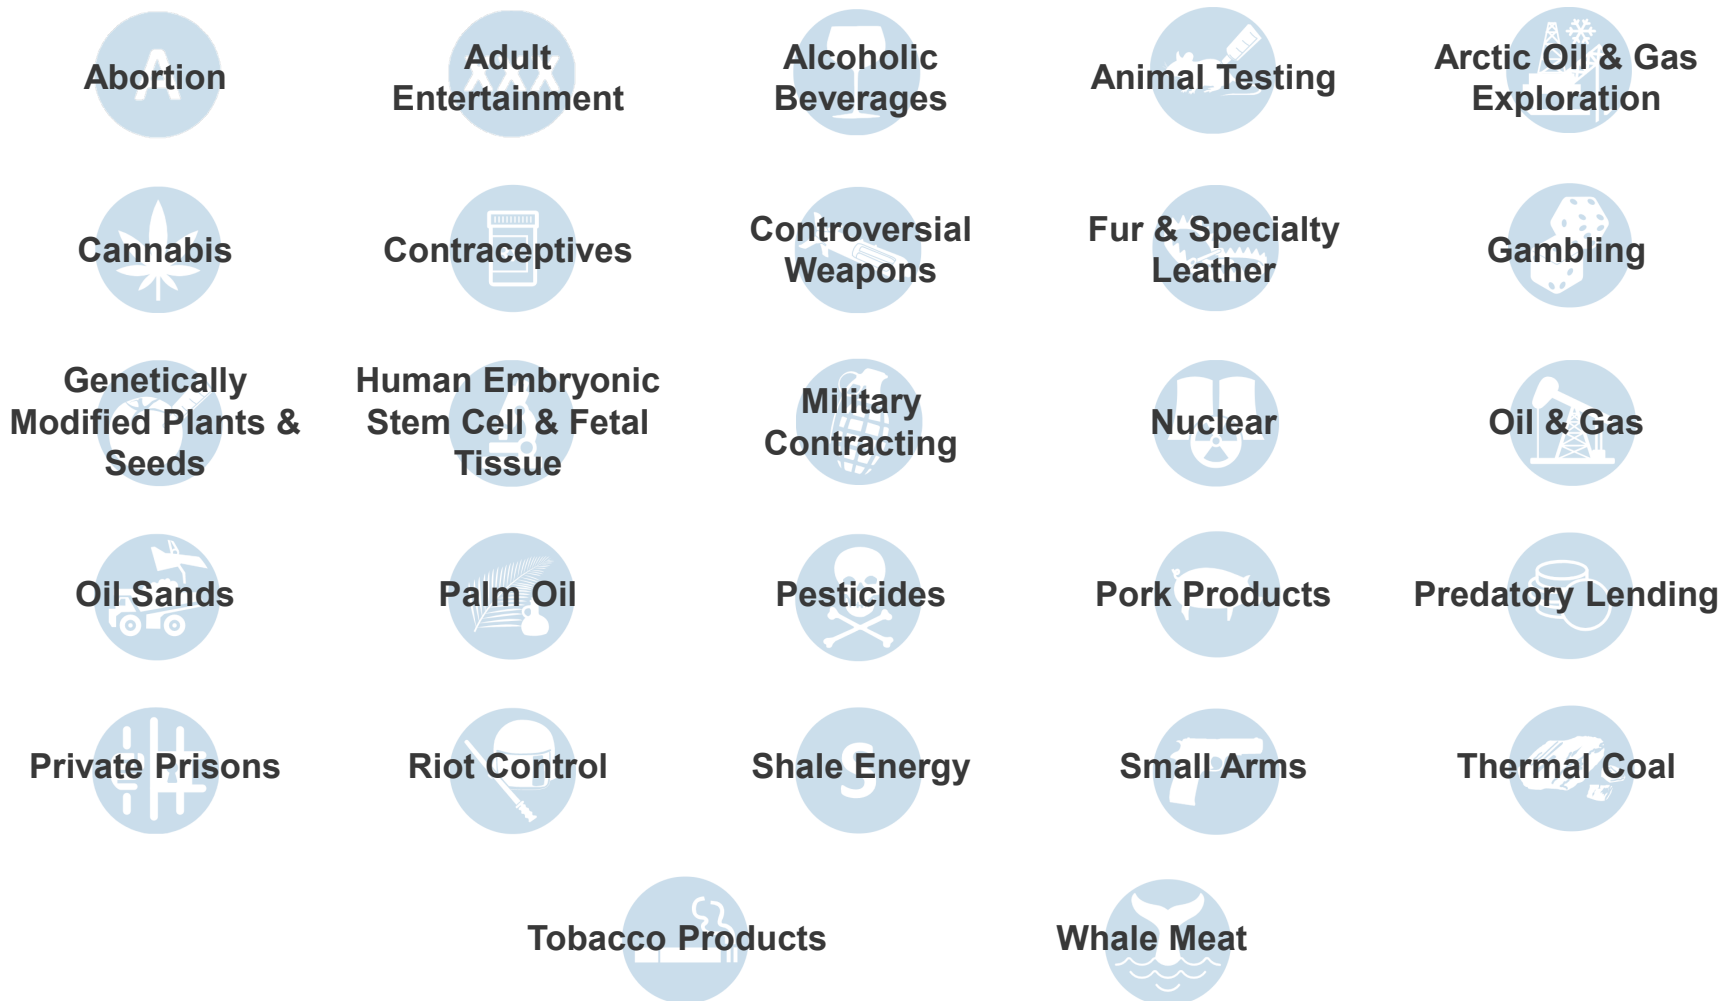 Abortion
Adult
Entertainment
Alcoholic
Beverages
Animal Testing
Arctic Oil & Gas
Exploration
Cannabis
Contraceptives
Controversial
Weapons
Fur & Specialty
Leather
Gambling
Genetically
Modified Plants &
Seeds
Human Embryonic
Stem Cell & Fetal
Tissue
Military
Contracting
Nuclear
Oil & Gas
Oil Sands
Palm Oil
Pesticides
Pork Products
Predatory Lending
Private Prisons
Riot Control
Shale Energy
Small Arms
Thermal Coal
Tobacco Products
Whale Meat
A
XXX
S